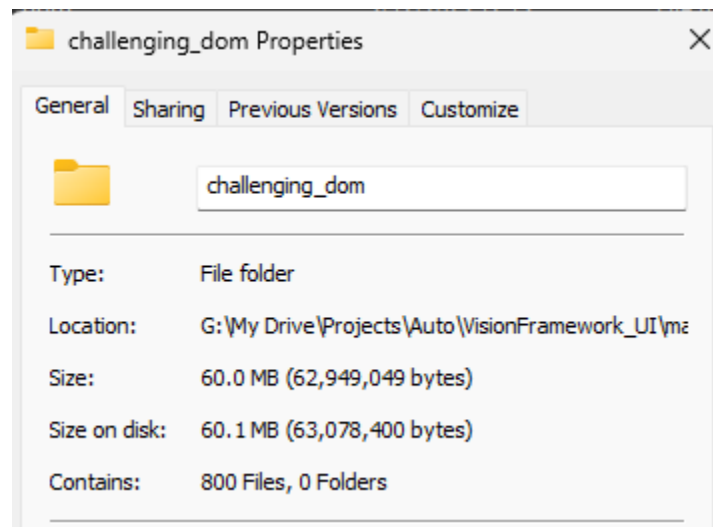 challenging_dom Properties
General Sharing Previous Versions Customize
challenging_dom
Type: File folder
Location: G:\My Drive\Projects\Auto\VisionFramework_UI\ma
Size: 60.0 MB (62,949,049 bytes)
Size on disk: 60.1 MB (63,078,400 bytes)
Contains: 800 Files, 0 Folders